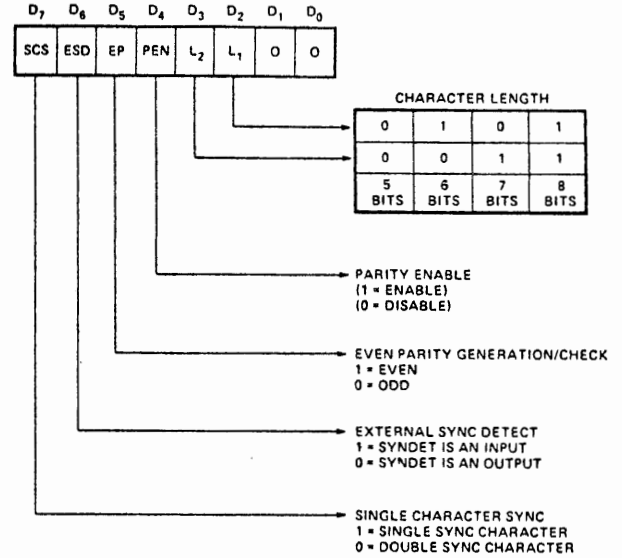 D7 D6 D5 D4 D3 D2 D1 D0
SCS ESD EP PEN L2 L1 0 0
CHARACTER LENGTH
0 1 0 1
0 0 1 1
5 BITS 6 BITS 7 BITS 8 BITS
PARITY ENABLE
(1 = ENABLE)
(0 = DISABLE)
EVEN PARITY GENERATION/CHECK
1 = EVEN
0 = ODD
EXTERNAL SYNC DETECT
1 = SYNDET IS AN INPUT
0 = SYNDET IS AN OUTPUT
SINGLE CHARACTER SYNC
1 = SINGLE SYNC CHARACTER
0 = DOUBLE SYNC CHARACTER